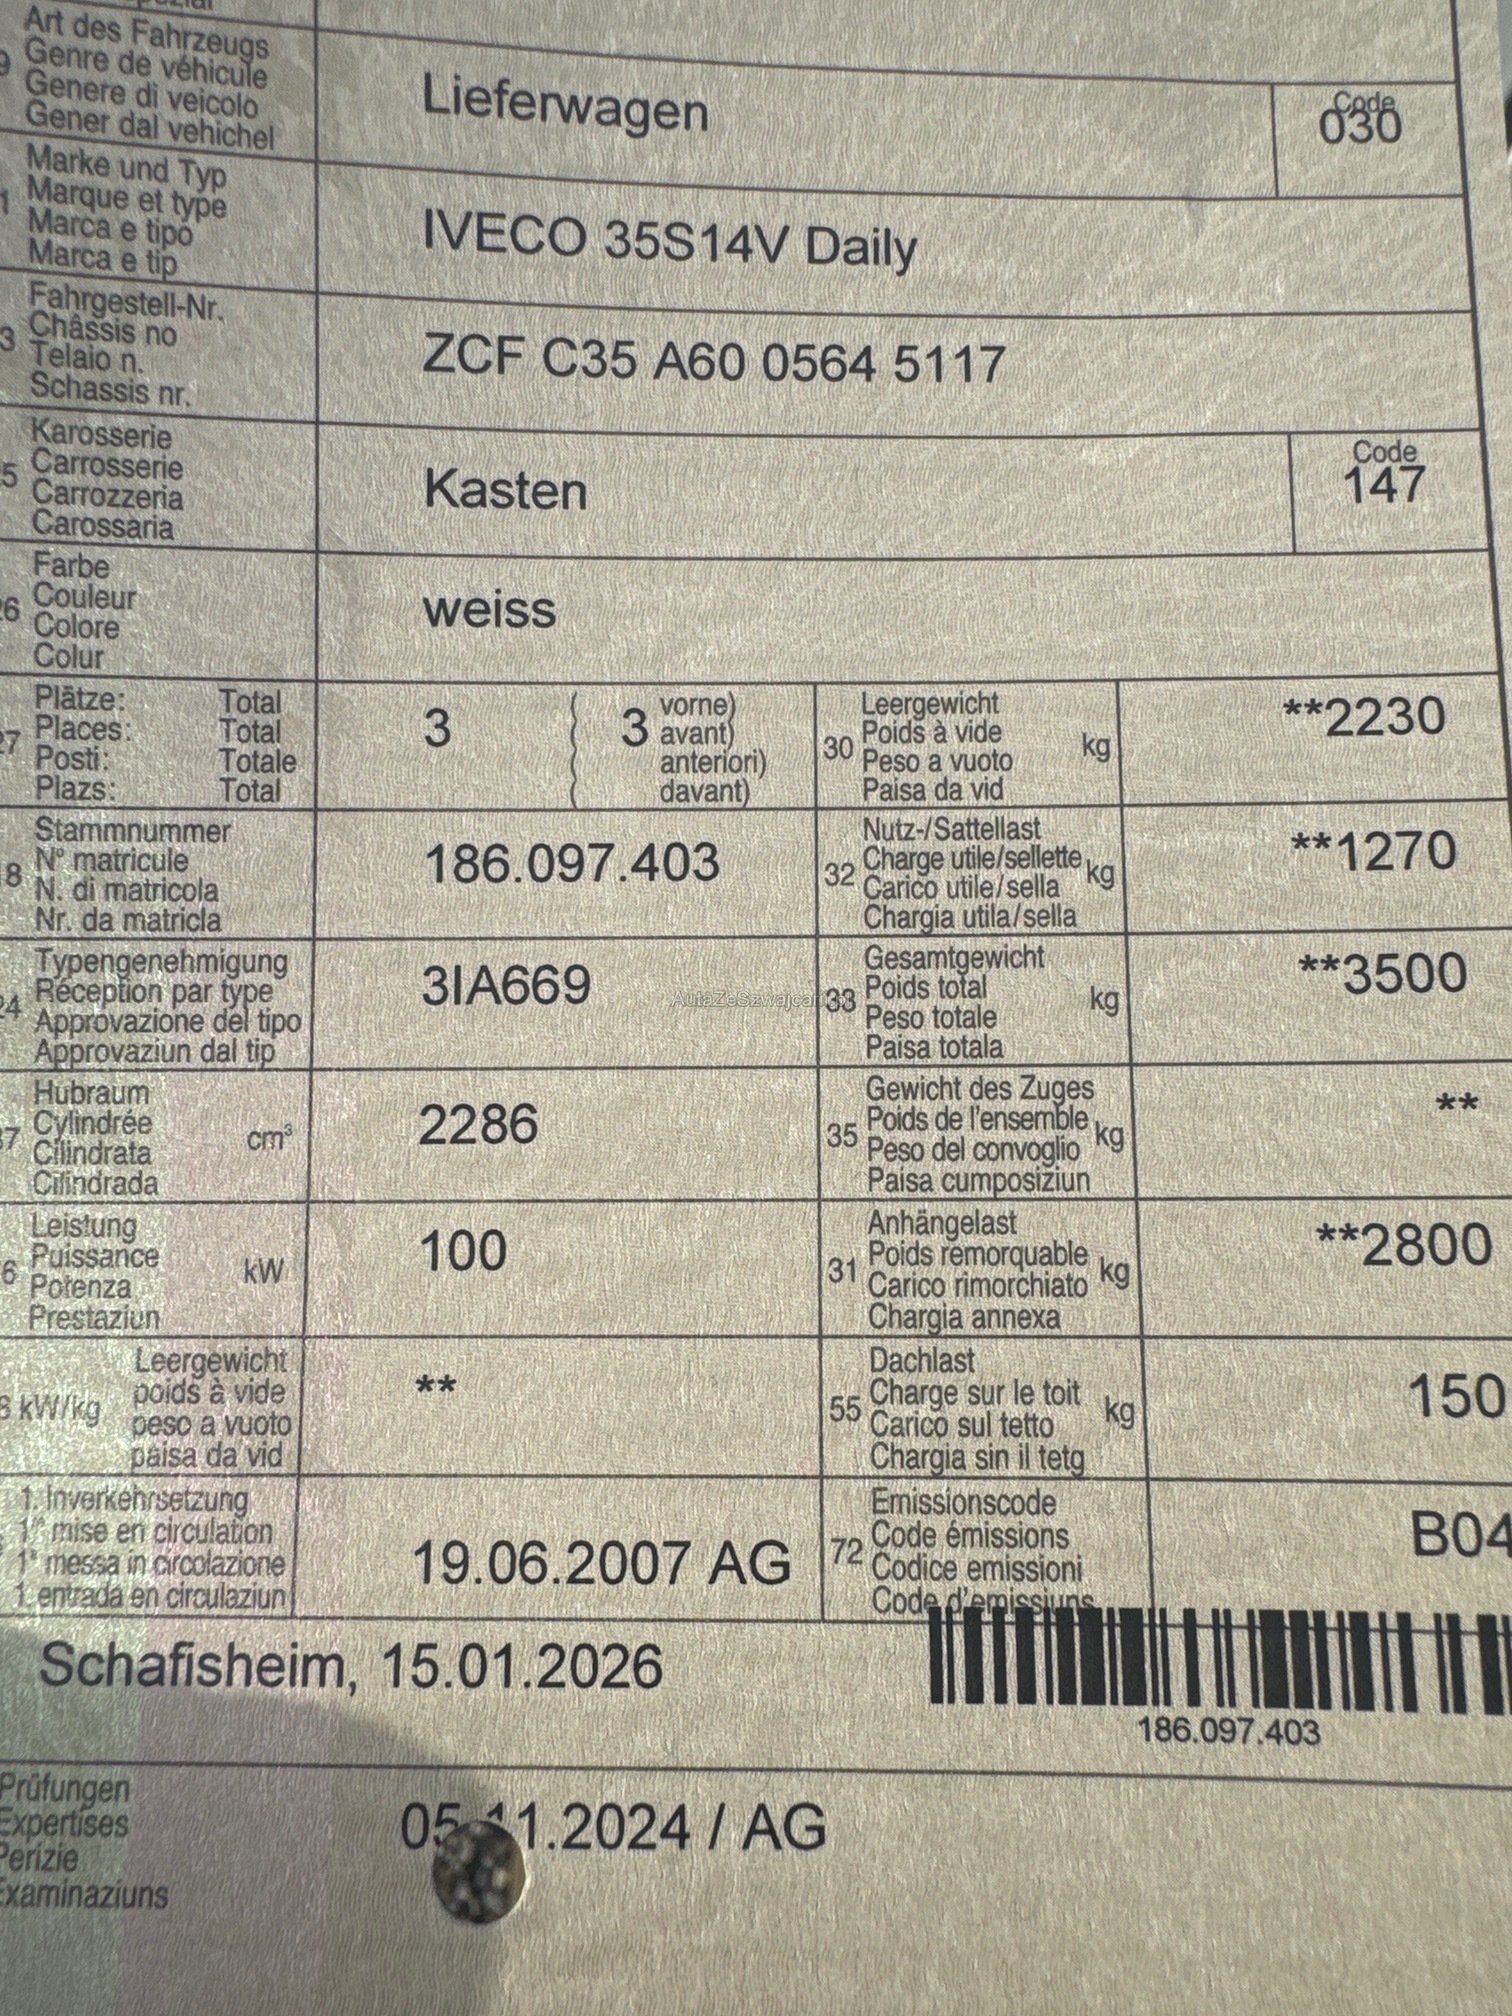 Art des Fahrzeugs
Genre de véhicule
Genere di veicolo
Gener dal vehichel
Lieferwagen
Code
030
Marke und Typ
Marque et type
Marca e tipo
Marca e tip
IVECO 35S14V Daily
Fahrgestell-Nr.
Châssis no
Telaio n.
Schassis nr.
ZCF C35 A60 0564 5117
Karosserie
Carrosserie
Carrozzeria
Carossaria
Kasten
Code
147
Farbe
Couleur
Colore
Colur
weiss
Plätze: Total
Places: Total
Posti: Totale
Plazs: Total
3 ( 3 vorne)
avant)
anteriori)
davant)
30 Leergewicht
Poids à vide
Peso a vuoto
Paisa da vid
kg
**2230
Stammnummer
N° matricule
N. di matricola
Nr. da matricla
186.097.403
32 Nutz-/Sattellast
Charge utile/sellette
Carico utile/sella
Chargia utila/sella
kg
**1270
Typengenehmigung
Réception par type
Approvazione del tipo
Approvaziun dal tip
3IA669
33 Gesamtgewicht
Poids total
Peso totale
Paisa totala
kg
**3500
Hubraum
Cylindrée
Cilindrata
Cilindrada
cm³
2286
35 Gewicht des Zuges
Poids de l'ensemble
Peso del convoglio
Paisa cumposiziun
kg
**
Leistung
Puissance
Potenza
Prestaziun
kW
100
31 Anhängelast
Poids remorquable
Carico rimorchiato
Chargia annexa
kg
**2800
kW/kg
Leergewicht
poids à vide
peso a vuoto
paisa da vid
**
55 Dachlast
Charge sur le toit
Carico sul tetto
Chargia sin il tetg
kg
150
1. Inverkehrsetzung
1re mise en circulation
1a messa in circolazione
1. entrada en circulaziun
19.06.2007 AG
72 Emissionscode
Code émissions
Codice emissioni
Code d'emissiuns
B04
Schafisheim, 15.01.2026
186.097.403
Prüfungen
Expertises
Perizie
Examinaziuns
05.11.2024 / AG